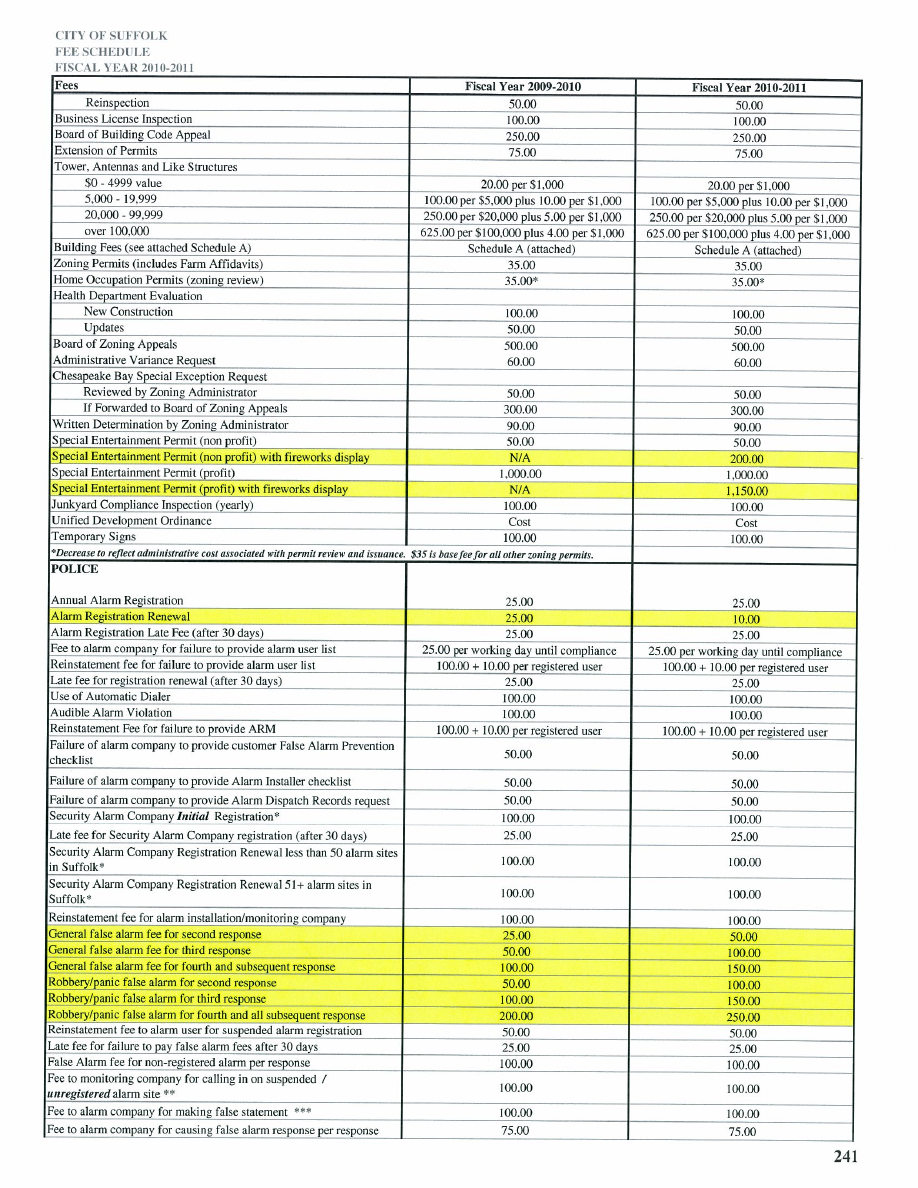 CITY OF SUFFOLK
FEE SCHEDULE
FISCAL YEAR 2010-2011
Fees Fiscal Year 2009-2010 Fiscal Year 2010-2011
Reinspection 50.00 50.00
Business License Inspection 100.00 100.00
Board of Building Code Appeal 250.00 250.00
Extension of Permits 75.00 75.00
Tower, Antennas and Like Structures
$0 - 4999 value 20.00 per $1,000 20.00 per $1,000
5,000 - 19,999 100.00 per $5,000 plus 10.00 per $1,000 100.00 per $5,000 plus 10.00 per $1,000
20,000 - 99,999 250.00 per $20,000 plus 5.00 per $1,000 250.00 per $20,000 plus 5.00 per $1,000
over 100,000 625.00 per $100,000 plus 4.00 per $1,000 625.00 per $100,000 plus 4.00 per $1,000
Building Fees (see attached Schedule A) Schedule A (attached) Schedule A (attached)
Zoning Permits (includes Farm Affidavits) 35.00 35.00
Home Occupation Permits (zoning review) 35.00* 35.00*
Health Department Evaluation
New Construction 100.00 100.00
Updates 50.00 50.00
Board of Zoning Appeals 500.00 500.00
Administrative Variance Request 60.00 60.00
Chesapeake Bay Special Exception Request
Reviewed by Zoning Administrator 50.00 50.00
If Forwarded to Board of Zoning Appeals 300.00 300.00
Written Determination by Zoning Administrator 90.00 90.00
Special Entertainment Permit (non profit) 50.00 50.00
Special Entertainment Permit (non profit) with fireworks display N/A 200.00
Special Entertainment Permit (profit) 1,000.00 1,000.00
Special Entertainment Permit (profit) with fireworks display N/A 1,150.00
Junkyard Compliance Inspection (yearly) 100.00 100.00
Unified Development Ordinance Cost Cost
Temporary Signs 100.00 100.00
*Decrease to reflect administrative cost associated with permit review and issuance. $35 is base fee for all other zoning permits.
POLICE
Annual Alarm Registration 25.00 25.00
Alarm Registration Renewal 25.00 10.00
Alarm Registration Late Fee (after 30 days) 25.00 25.00
Fee to alarm company for failure to provide alarm user list 25.00 per working day until compliance 25.00 per working day until compliance
Reinstatement fee for failure to provide alarm user list 100.00 + 10.00 per registered user 100.00 + 10.00 per registered user
Late fee for registration renewal (after 30 days) 25.00 25.00
Use of Automatic Dialer 100.00 100.00
Audible Alarm Violation 100.00 100.00
Reinstatement Fee for failure to provide ARM 100.00 + 10.00 per registered user 100.00 + 10.00 per registered user
Failure of alarm company to provide customer False Alarm Prevention
checklist 50.00 50.00
Failure of alarm company to provide Alarm Installer checklist 50.00 50.00
Failure of alarm company to provide Alarm Dispatch Records request 50.00 50.00
Security Alarm Company Initial Registration* 100.00 100.00
Late fee for Security Alarm Company registration (after 30 days) 25.00 25.00
Security Alarm Company Registration Renewal less than 50 alarm sites
in Suffolk* 100.00 100.00
Security Alarm Company Registration Renewal 51+ alarm sites in
Suffolk* 100.00 100.00
Reinstatement fee for alarm installation/monitoring company 100.00 100.00
General false alarm fee for second response 25.00 50.00
General false alarm fee for third response 50.00 100.00
General false alarm fee for fourth and subsequent response 100.00 150.00
Robbery/panic false alarm for second response 50.00 100.00
Robbery/panic false alarm for third response 100.00 150.00
Robbery/panic false alarm for fourth and all subsequent response 200.00 250.00
Reinstatement fee to alarm user for suspended alarm registration 50.00 50.00
Late fee for failure to pay false alarm fees after 30 days 25.00 25.00
False Alarm fee for non-registered alarm per response 100.00 100.00
Fee to monitoring company for calling in on suspended /
unregistered alarm site ** 100.00 100.00
Fee to alarm company for making false statement *** 100.00 100.00
Fee to alarm company for causing false alarm response per response 75.00 75.00
241